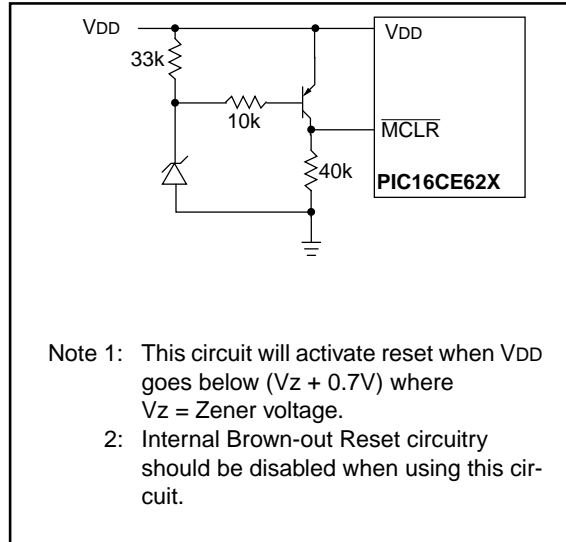 VDD
VDD
33k
10k
MCLR
40k
PIC16CE62X
Note 1: This circuit will activate reset when VDD
goes below (Vz + 0.7V) where
Vz = Zener voltage.
2: Internal Brown-out Reset circuitry
should be disabled when using this cir-
cuit.